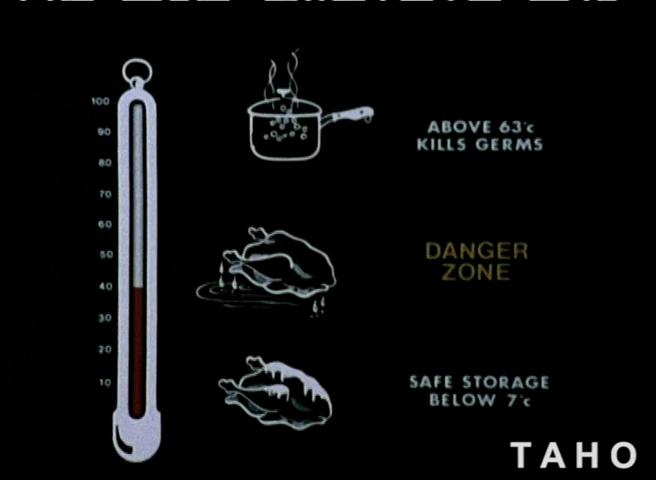 100
90
80
70
60
50
40
30
20
10
ABOVE 63°c
KILLS GERMS
DANGER
ZONE
SAFE STORAGE
BELOW 7°c
TAHO